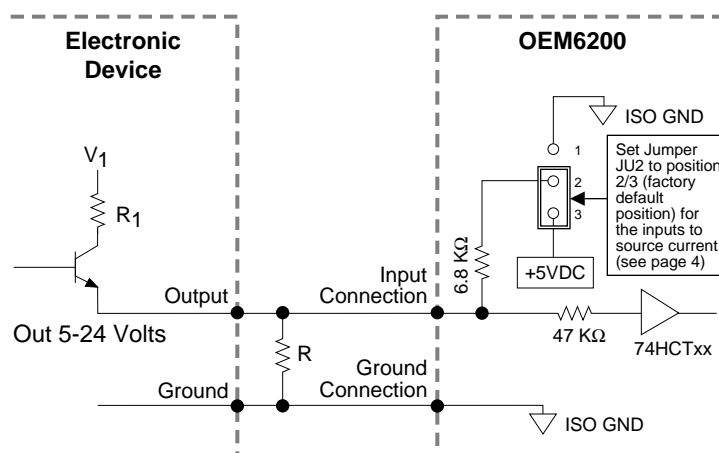 Electronic
Device
OEM6200
ISO GND
1
2
3
Set Jumper
JU2 to position
2/3 (factory
default
position) for
the inputs to
source current
(see page 4)
V1
R1
6.8 KΩ
+5VDC
Output
Input
Connection
Out 5-24 Volts
R
47 KΩ
74HCTxx
Ground
Ground
Connection
ISO GND